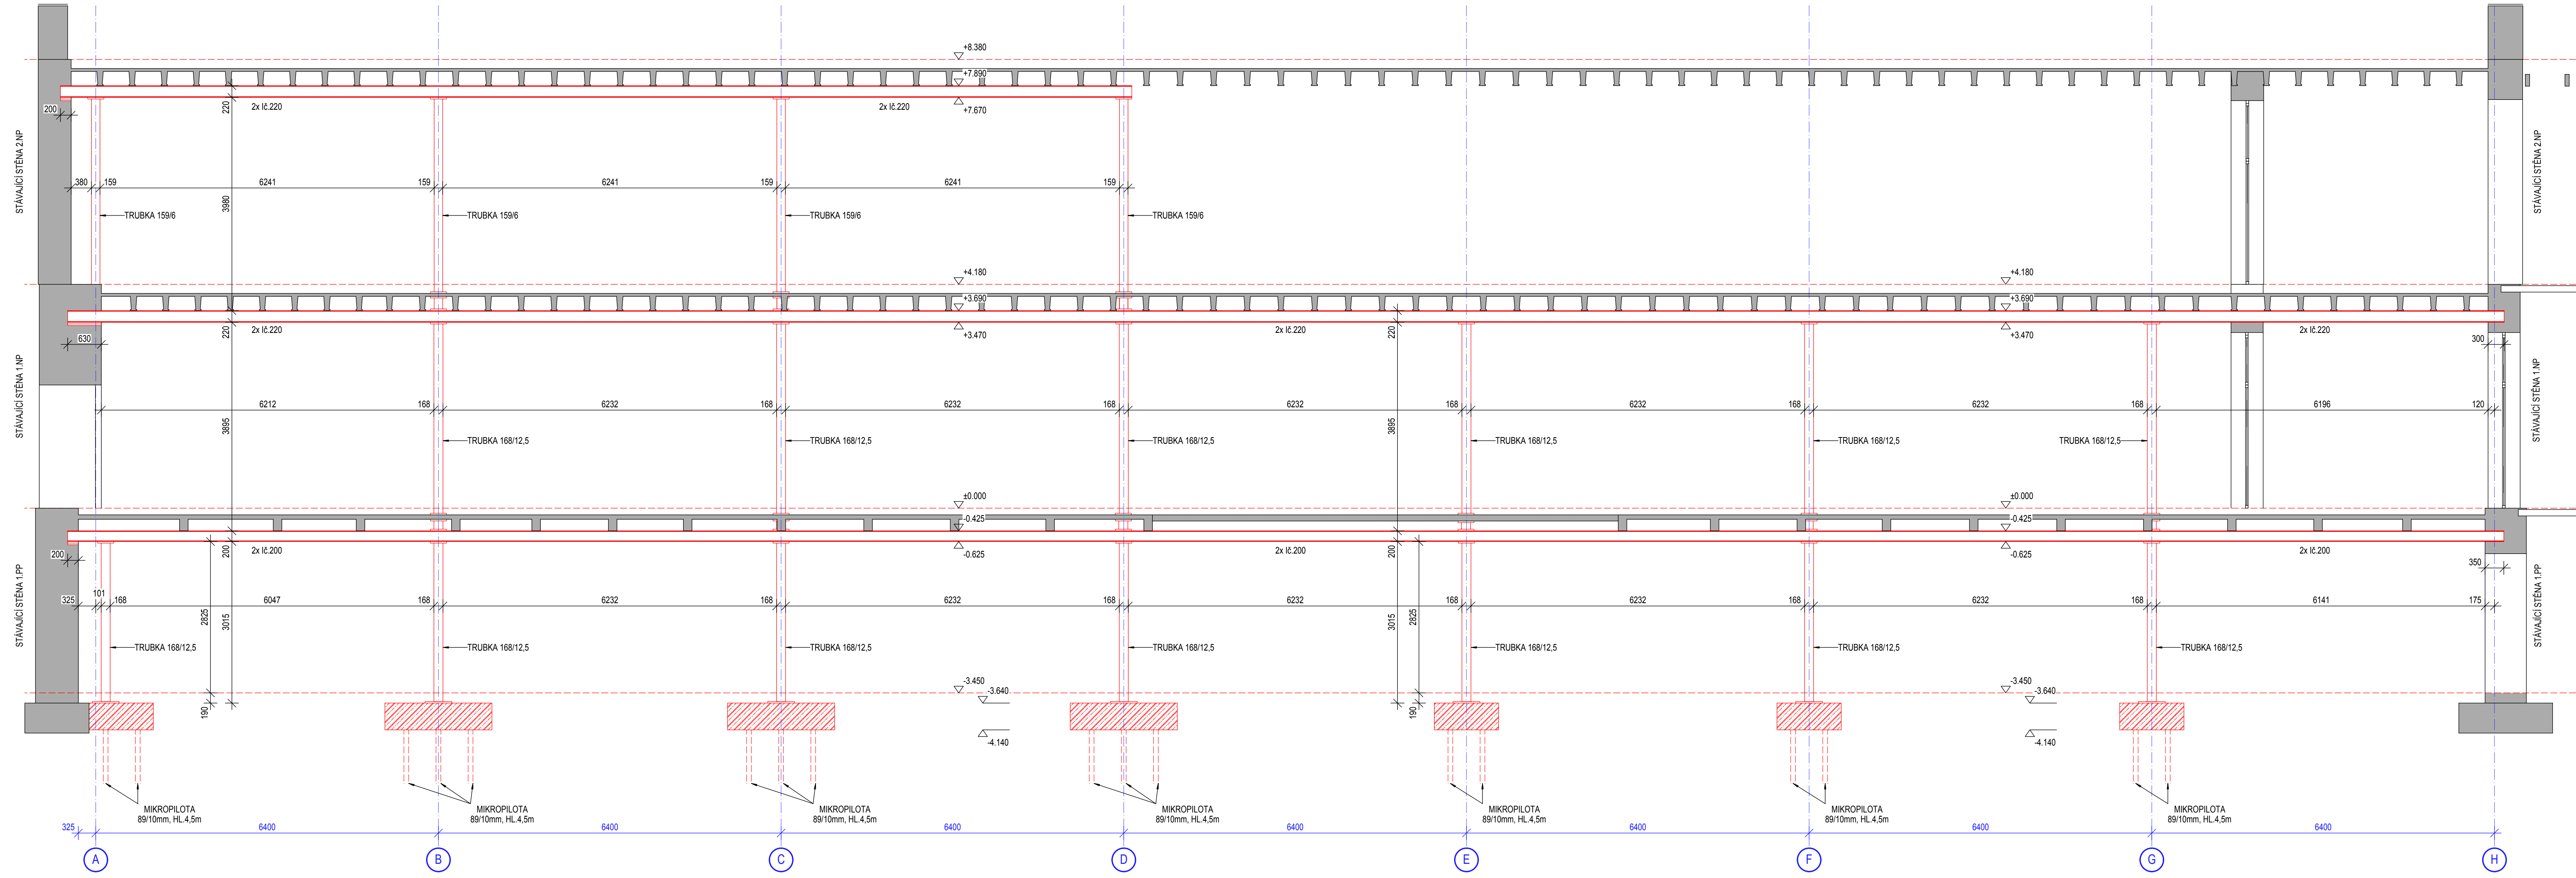 +8.380
+7.890
220
2x Ič.220
2x Ič.220
+7.670
200
STÁVAJÍCÍ STĚNA 2.NP
STÁVAJÍCÍ STĚNA 2.NP
380
159
6241
159
6241
159
6241
159
3980
TRUBKA 159/6
TRUBKA 159/6
TRUBKA 159/6
TRUBKA 159/6
+4.180
+4.180
+3.690
+3.690
220
2x Ič.220
+3.470
2x Ič.220
220
+3.470
2x Ič.220
630
300
STÁVAJÍCÍ STĚNA 1.NP
STÁVAJÍCÍ STĚNA 1.NP
6212
168
6232
168
6232
168
6232
168
6232
168
6232
168
6196
120
3895
3895
TRUBKA 168/12,5
TRUBKA 168/12,5
TRUBKA 168/12,5
TRUBKA 168/12,5
TRUBKA 168/12,5
TRUBKA 168/12,5
±0.000
±0.000
-0.425
-0.425
200
2x Ič.200
-0.625
2x Ič.200
200
-0.625
2x Ič.200
200
350
STÁVAJÍCÍ STĚNA 1.PP
STÁVAJÍCÍ STĚNA 1.PP
325
101
168
6047
168
6232
168
6232
168
6232
168
6232
168
6232
168
6141
175
2825
3015
3015
2825
TRUBKA 168/12,5
TRUBKA 168/12,5
TRUBKA 168/12,5
TRUBKA 168/12,5
TRUBKA 168/12,5
TRUBKA 168/12,5
TRUBKA 168/12,5
-3.450
-3.640
-3.450
-3.640
190
190
-4.140
-4.140
MIKROPILOTA
89/10mm, HL.4,5m
MIKROPILOTA
89/10mm, HL.4,5m
MIKROPILOTA
89/10mm, HL.4,5m
MIKROPILOTA
89/10mm, HL.4,5m
MIKROPILOTA
89/10mm, HL.4,5m
MIKROPILOTA
89/10mm, HL.4,5m
MIKROPILOTA
89/10mm, HL.4,5m
325
6400
6400
6400
6400
6400
6400
6400
A
B
C
D
E
F
G
H